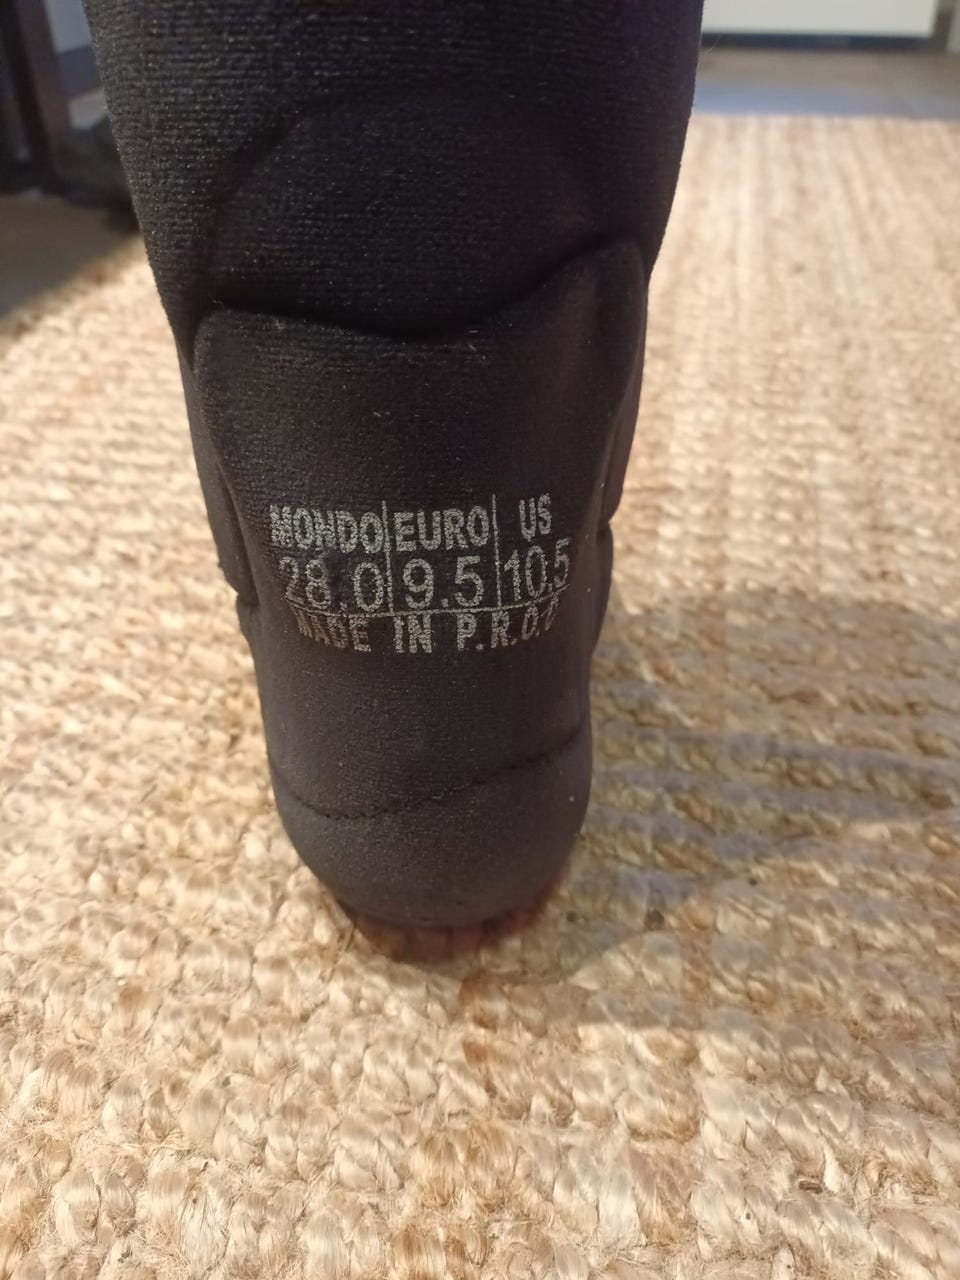 MONDO EURO US
28.0 9.5 10.5
MADE IN P.R.O.C